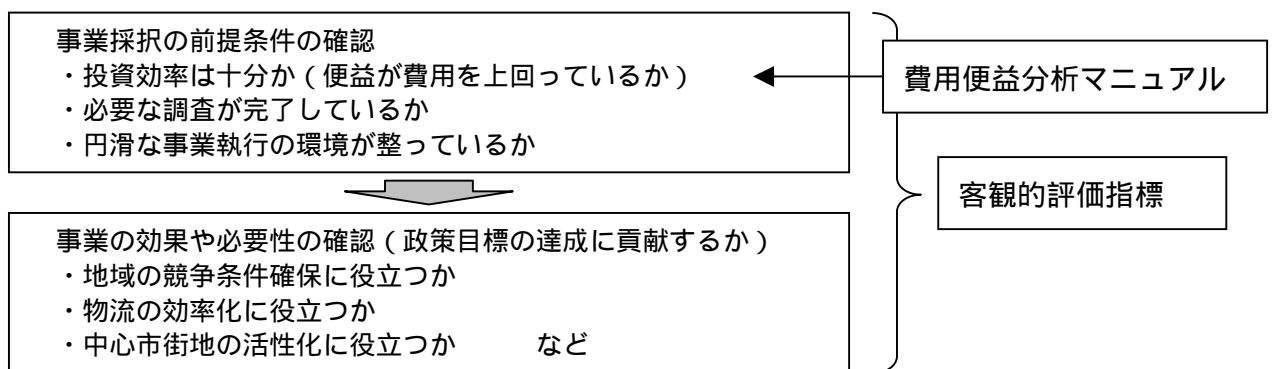 事業採択の前提条件の確認
・投資効率は十分か(便益が費用を上回っているか)
・必要な調査が完了しているか
・円滑な事業執行の環境が整っているか
費用便益分析マニュアル
客観的評価指標
事業の効果や必要性の確認(政策目標の達成に貢献するか)
・地域の競争条件確保に役立つか
・物流の効率化に役立つか
・中心市街地の活性化に役立つか など